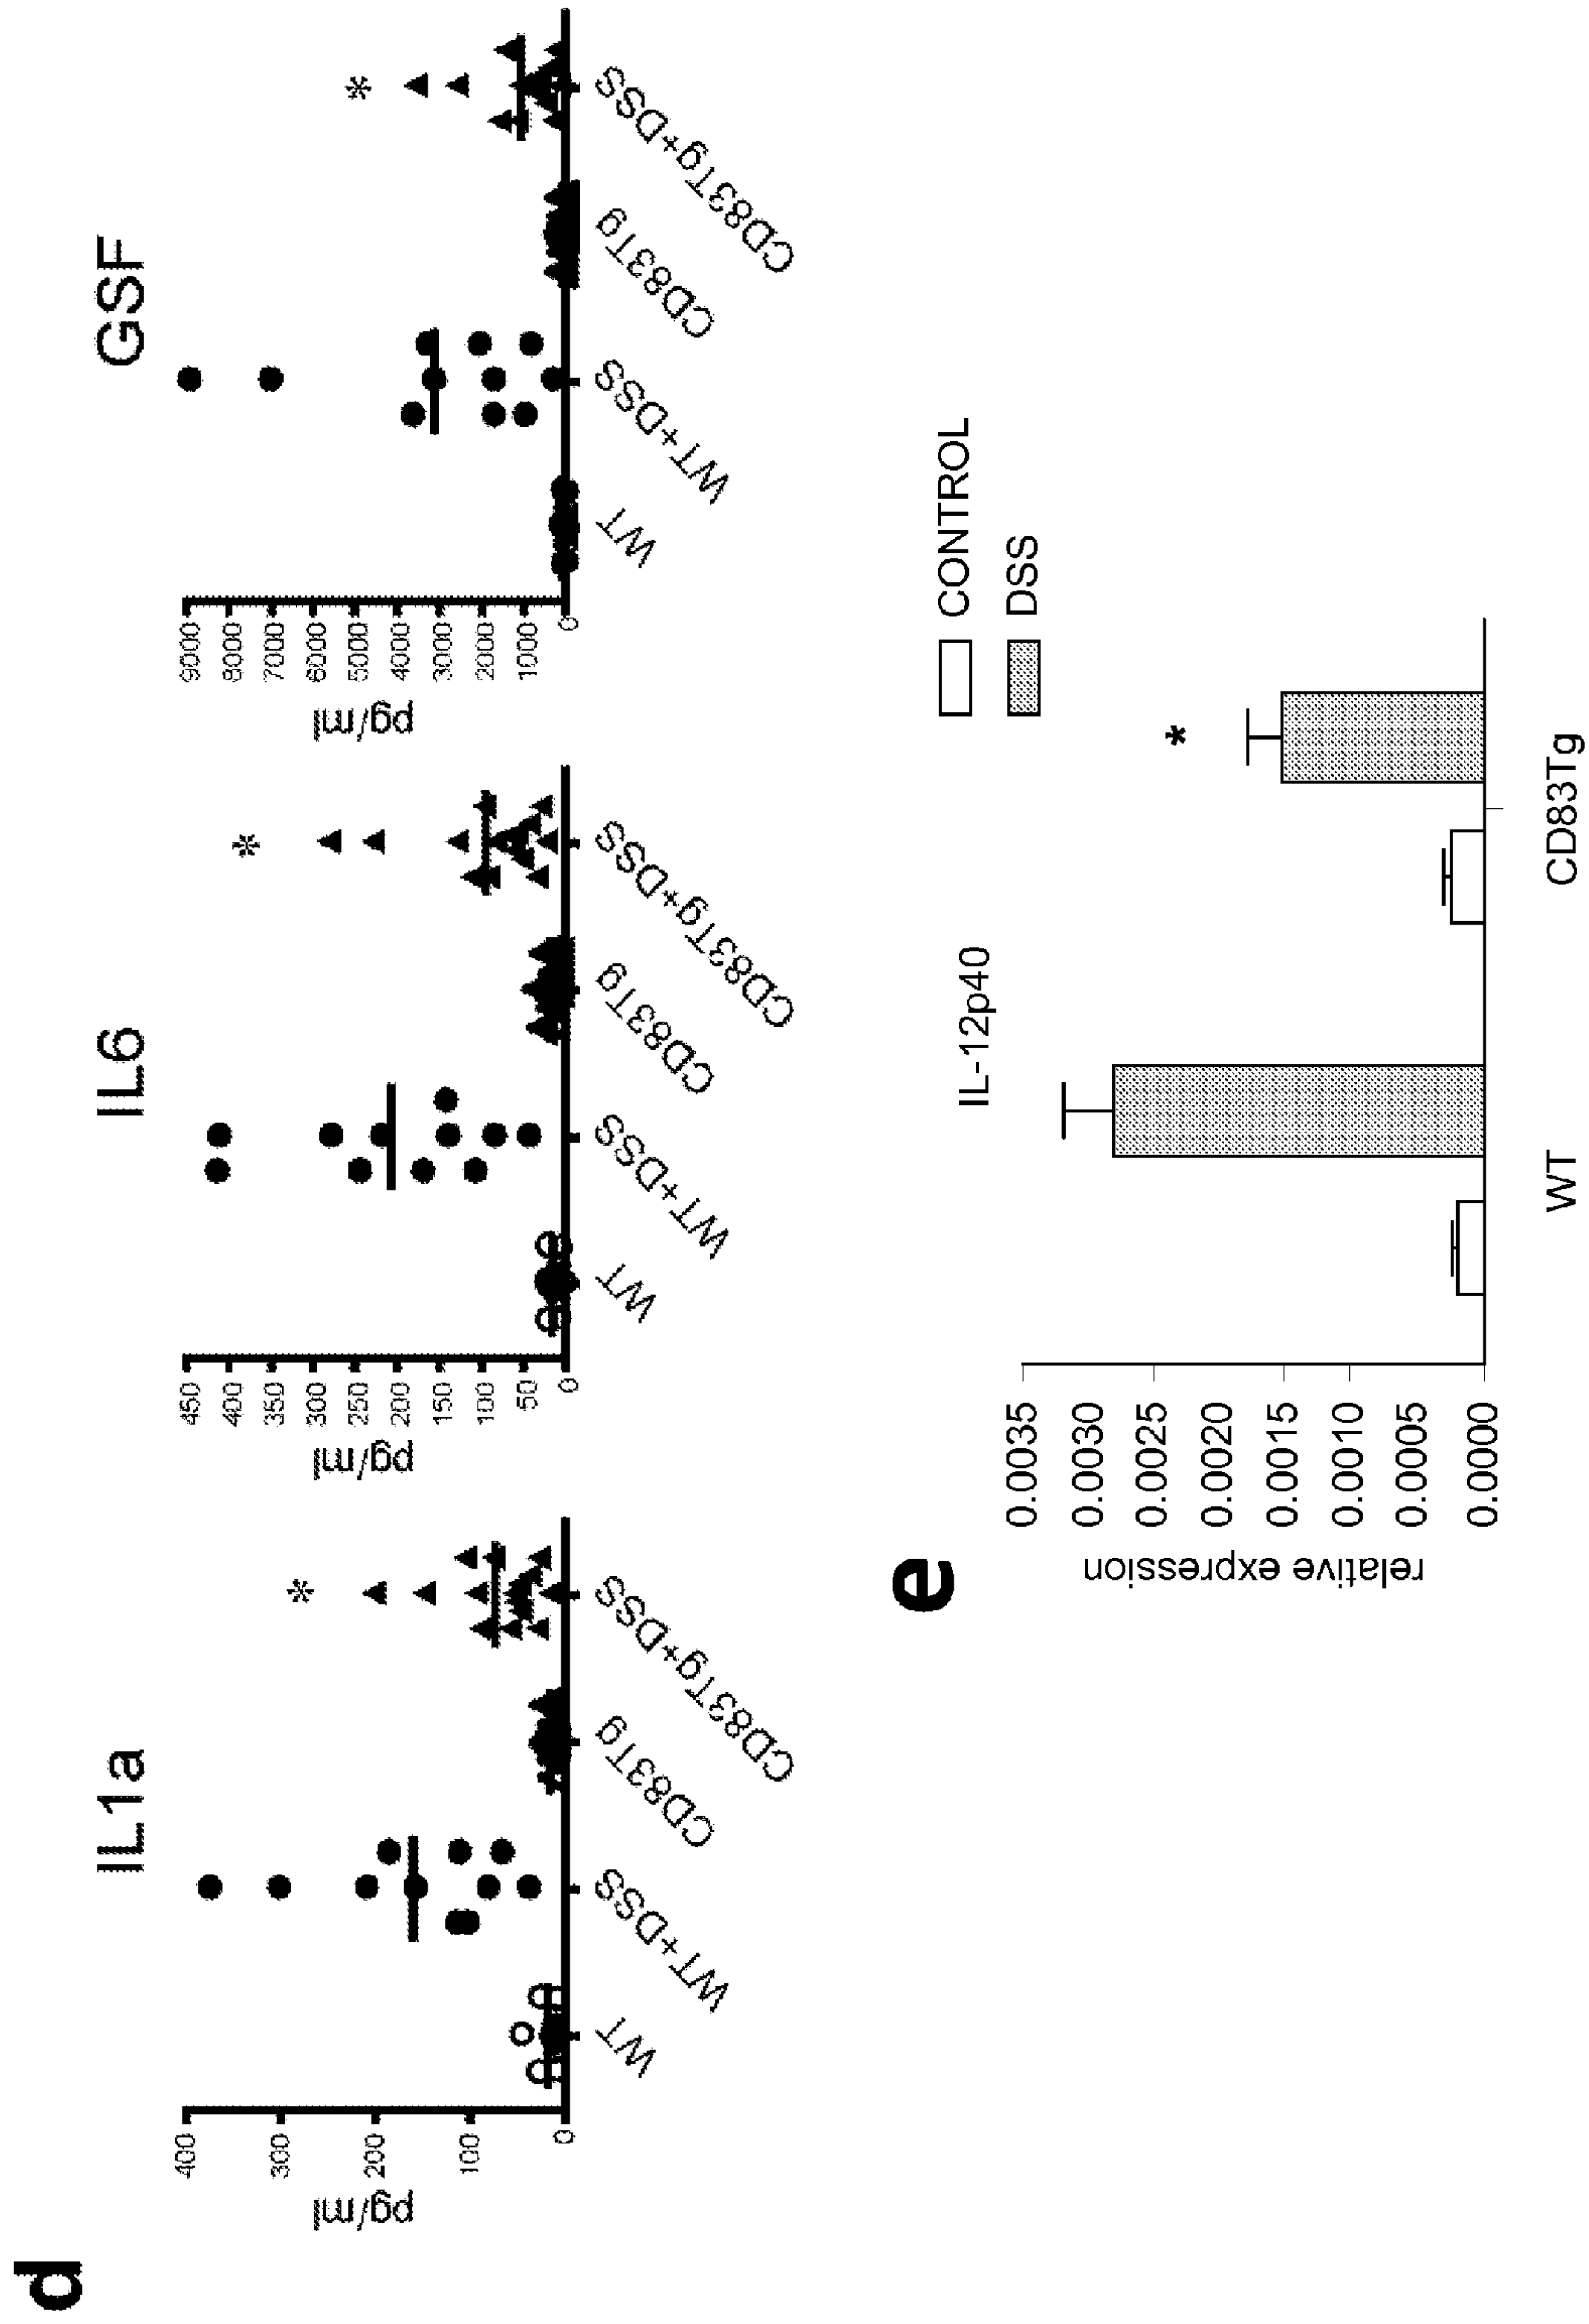 d
IL1a
pg/ml
400
300
200
100
0
WT
WT+DSS
CD83Tg
CD83Tg+DSS
*
IL6
pg/ml
450
400
350
300
250
200
150
100
50
0
WT
WT+DSS
CD83Tg
CD83Tg+DSS
*
GSF
pg/ml
9000
8000
7000
6000
5000
4000
3000
2000
1000
0
WT
WT+DSS
CD83Tg
CD83Tg+DSS
*
e
IL-12p40
relative expression
0.0035
0.0030
0.0025
0.0020
0.0015
0.0010
0.0005
0.0000
WT
CD83Tg
*
CONTROL
DSS